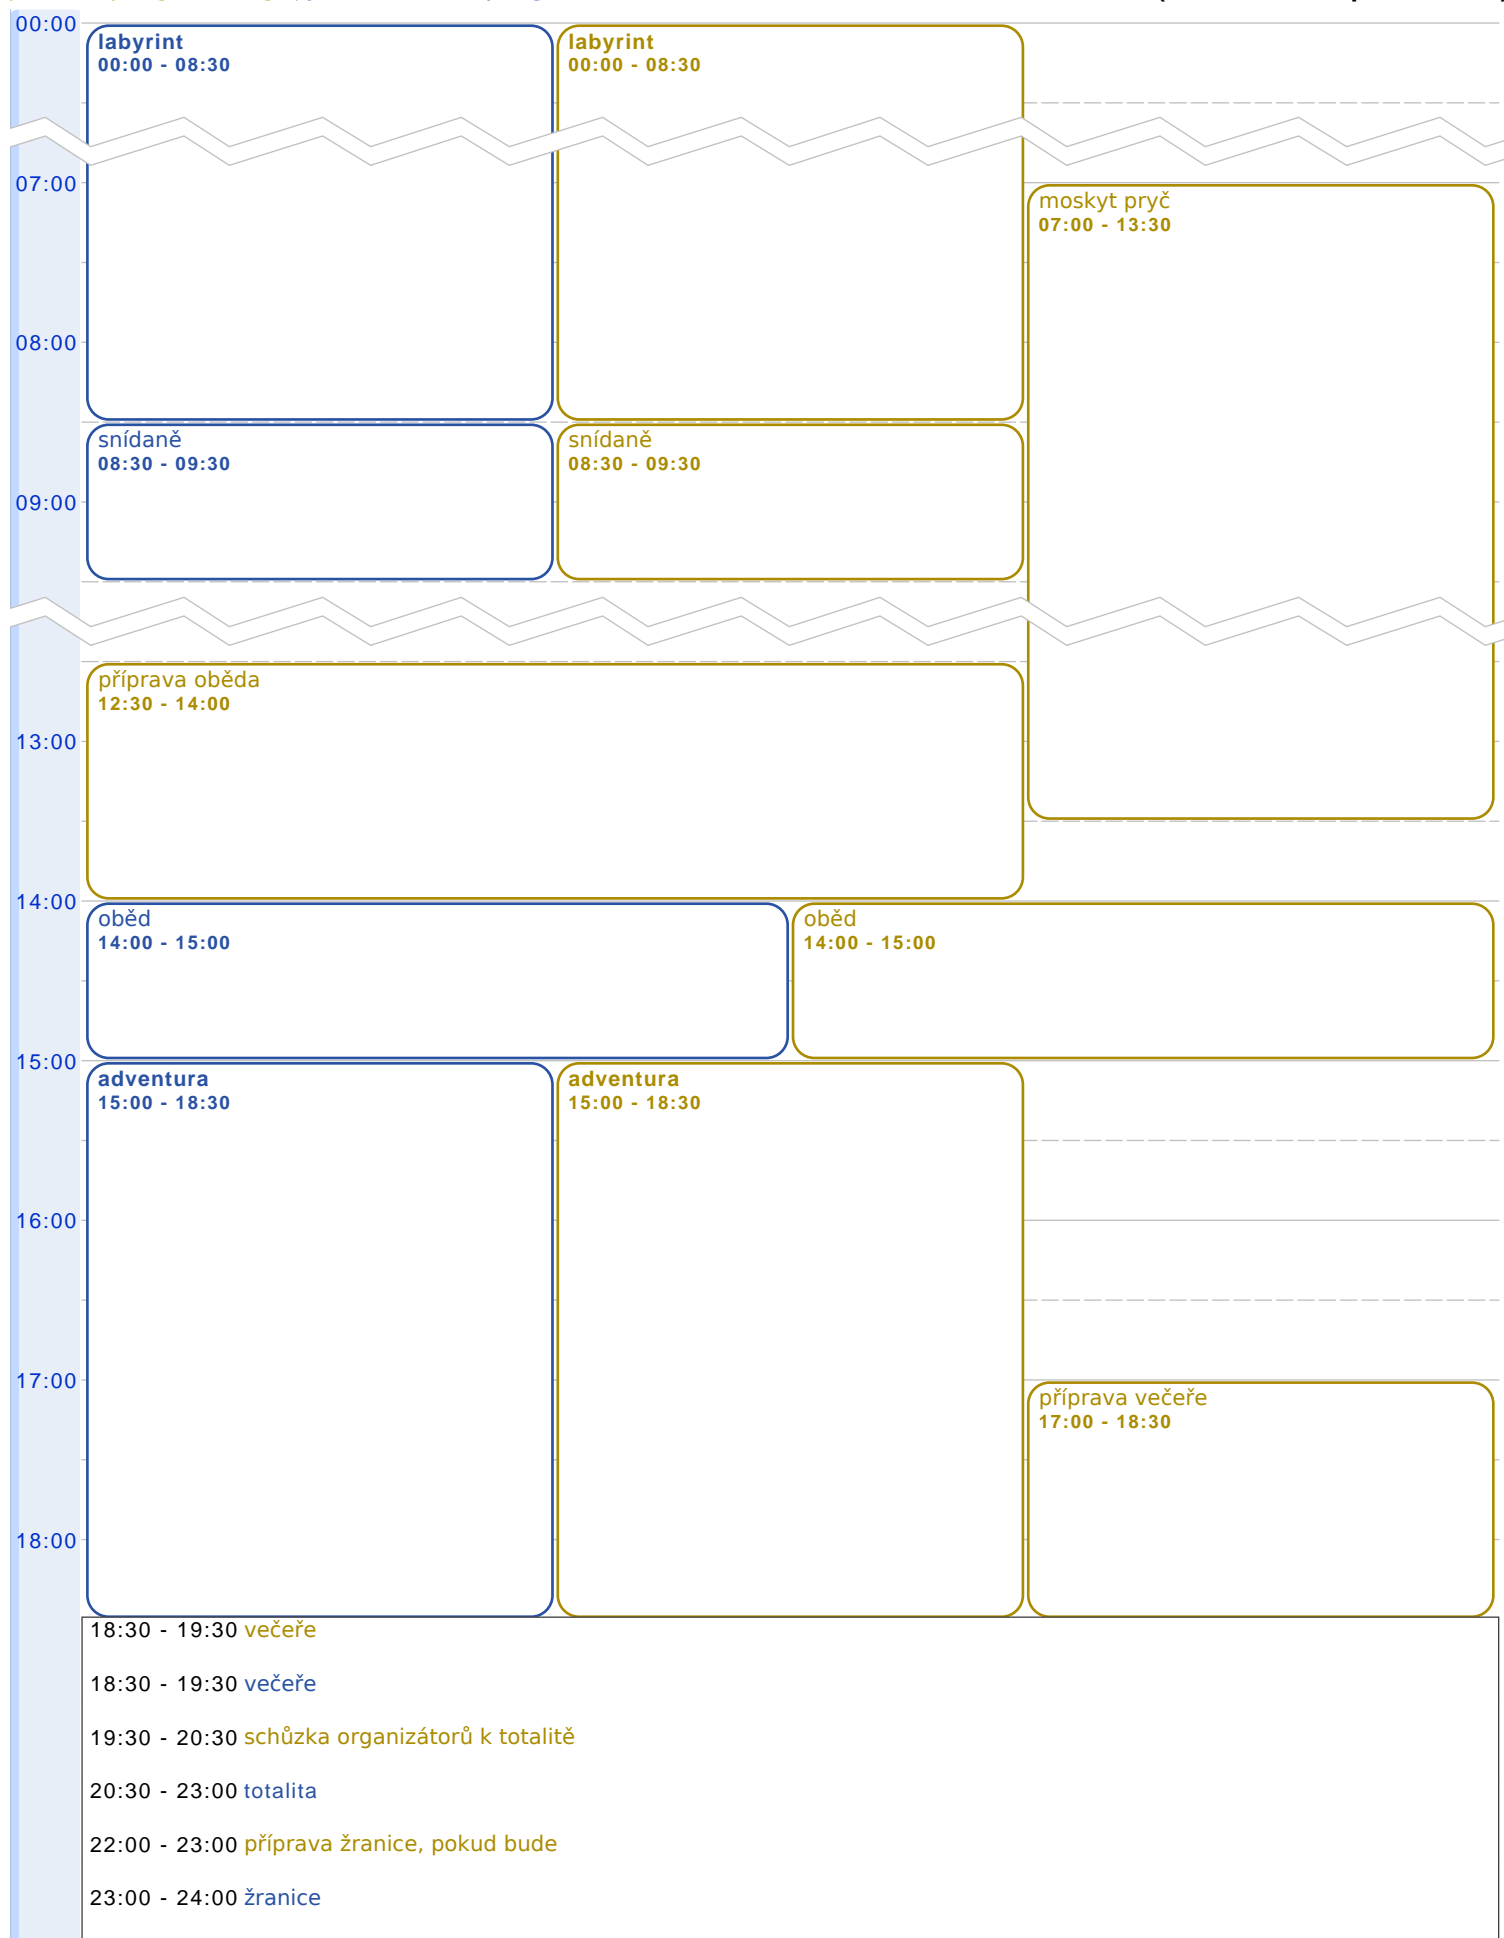 00:00
labyrint
00:00 - 08:30
labyrint
00:00 - 08:30
07:00
moskyt pryč
07:00 - 13:30
08:00
snídaně
08:30 - 09:30
snídaně
08:30 - 09:30
09:00
příprava oběda
12:30 - 14:00
13:00
14:00
oběd
14:00 - 15:00
oběd
14:00 - 15:00
15:00
adventura
15:00 - 18:30
adventura
15:00 - 18:30
16:00
17:00
příprava večeře
17:00 - 18:30
18:00
18:30 - 19:30 večeře
18:30 - 19:30 večeře
19:30 - 20:30 schůzka organizátorů k totalitě
20:30 - 23:00 totalita
22:00 - 23:00 příprava žranice, pokud bude
23:00 - 24:00 žranice